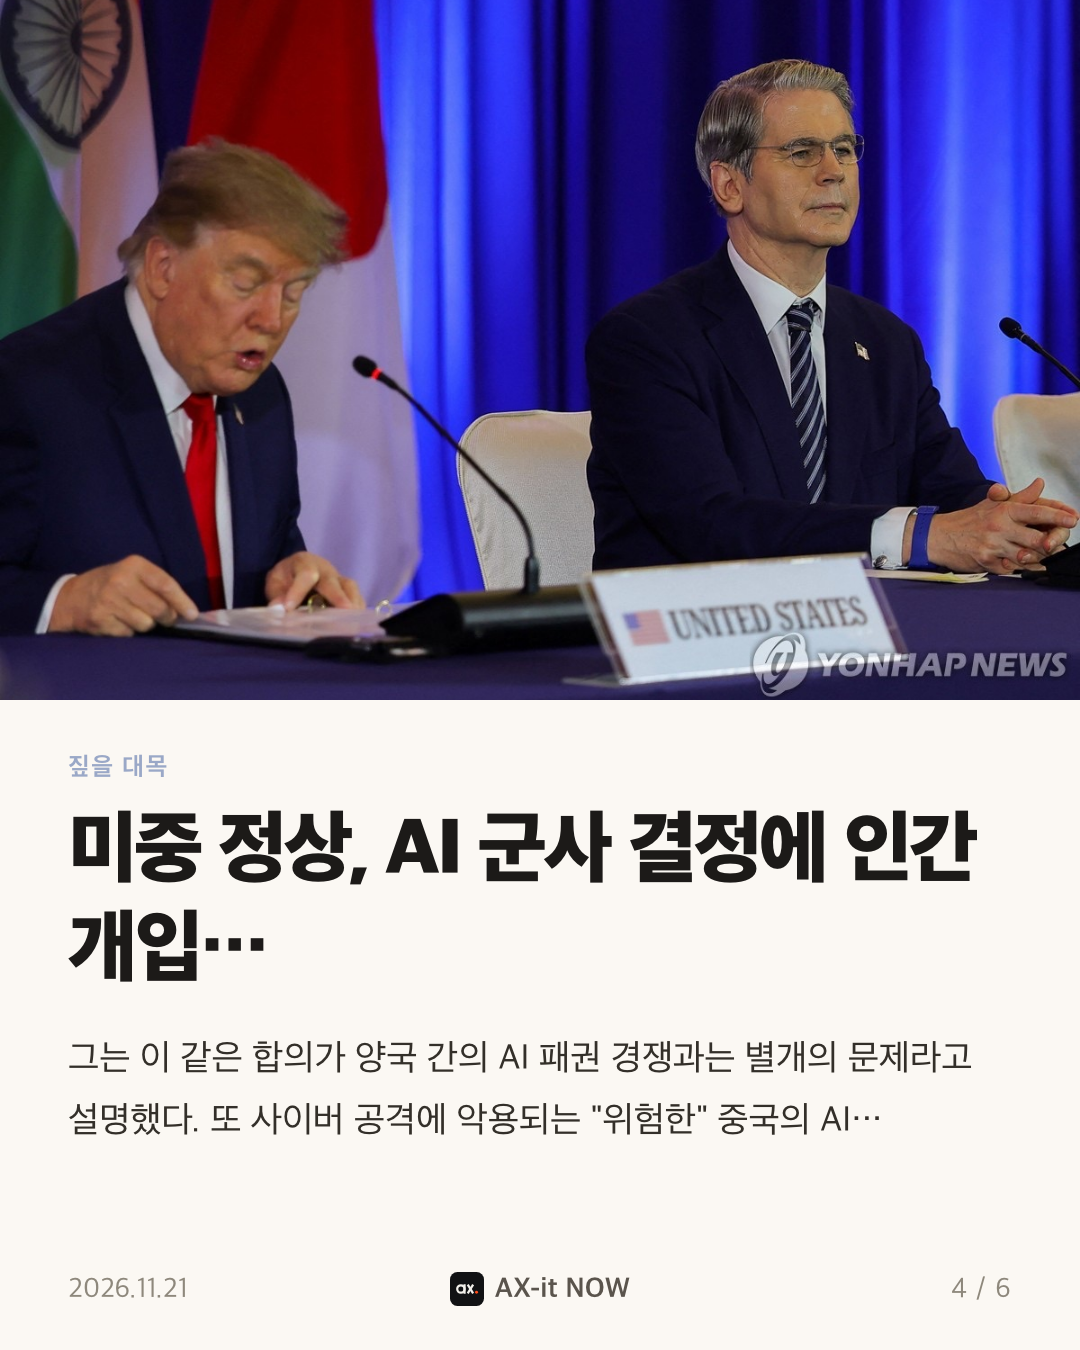 UNITED STATES
YONHAP NEWS
짚을 대목
미중 정상, AI 군사 결정에 인간
개입…
그는 이 같은 합의가 양국 간의 AI 패권 경쟁과는 별개의 문제라고
설명했다. 또 사이버 공격에 악용되는 "위험한" 중국의 AI…
2026.11.21
ax.
AX-it NOW
4 / 6